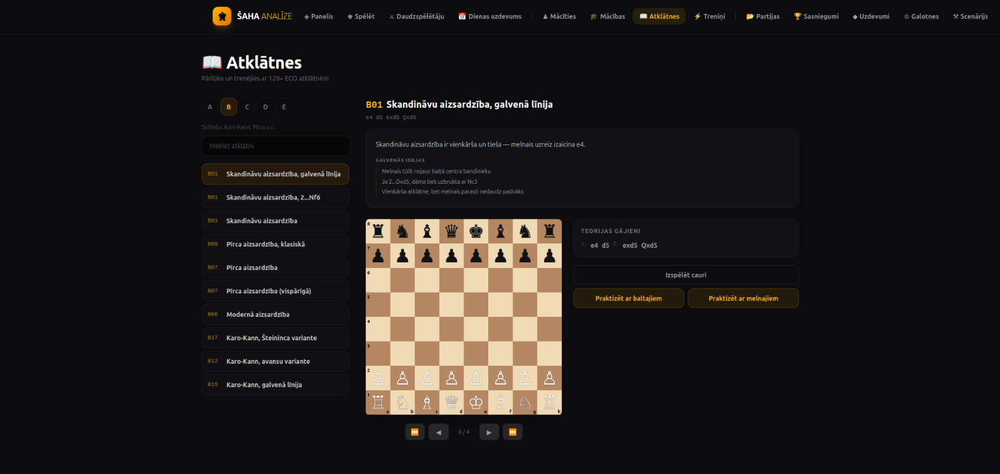 ŠAHA ANALĪZE Panelis Spēlēt Daudzspēlētāju Dienas uzdevums Mācīties Mācības Atklātnes Treniņi Partijas Sasniegumi Uzdevumi Galotnes Scenārijs
Atklātnes
Pārlūko un trenējies ar 120+ ECO atklātnēm
A B C D E
Sicīliešu, Karo-Kann, Pīrca u.c.
Meklēt atklātni
B01 Skandināvu aizsardzība, galvenā līnija
B01 Skandināvu aizsardzība, 2...Nf6
B01 Skandināvu aizsardzība
B08 Pīrca aizsardzība, klasiskā
B07 Pīrca aizsardzība
B07 Pīrca aizsardzība (vispārīgā)
B06 Modernā aizsardzība
B17 Karo-Kann, Šteininca variante
B12 Karo-Kann, avansu variante
B15 Karo-Kann, galvenā līnija
B01 Skandināvu aizsardzība, galvenā līnija
e4 d5 exd5 Qxd5
Skandināvu aizsardzība ir vienkārša un tieša — melnais uzreiz izaicina e4.
GALVENĀS IDEJAS
Melnais tūlīt nojauc baltā centra bandinieku
Ja 2...Dxd5, dāma tiek uzbrukta ar Nc3
Vienkārša atklātne, bet melnais parasti nedaudz pasīvāks
8
7
6
5
4
3
2
1
a b c d e f g h
0 / 4
TEORIJAS GĀJIENI
1. e4 d5 2. exd5 Qxd5
Izspēlēt cauri
Praktizēt ar baltajiem Praktizēt ar melnajiem